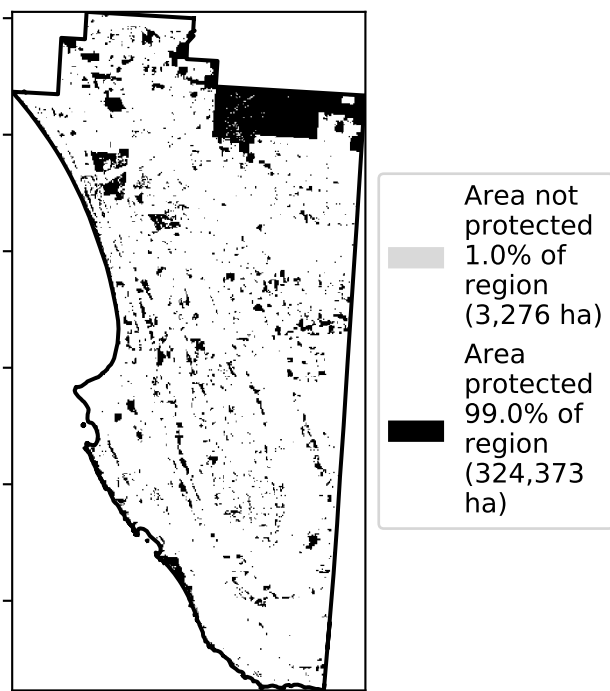 Area not
protected
1.0% of
region
(3,276 ha)
Area
protected
99.0% of
region
(324,373
ha)